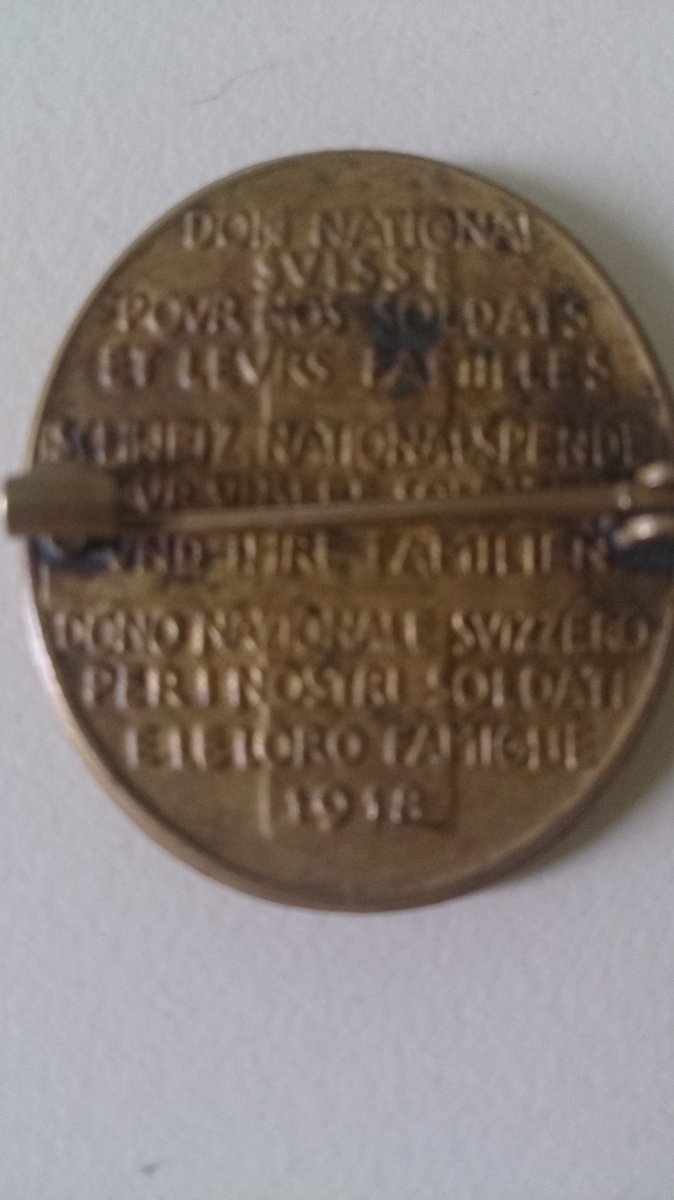 DON NATIONAL
SVISSE
POVR NOS SOLDATS
ET LEVRS FAMILLES
SCHWEIZ NATIONALSPENDE
VND IHRE FAMILIEN
DONO NAZIONALE SVIZZERO
PER I NOSTRI SOLDATI
E LE LORO FAMIGLIE
1918